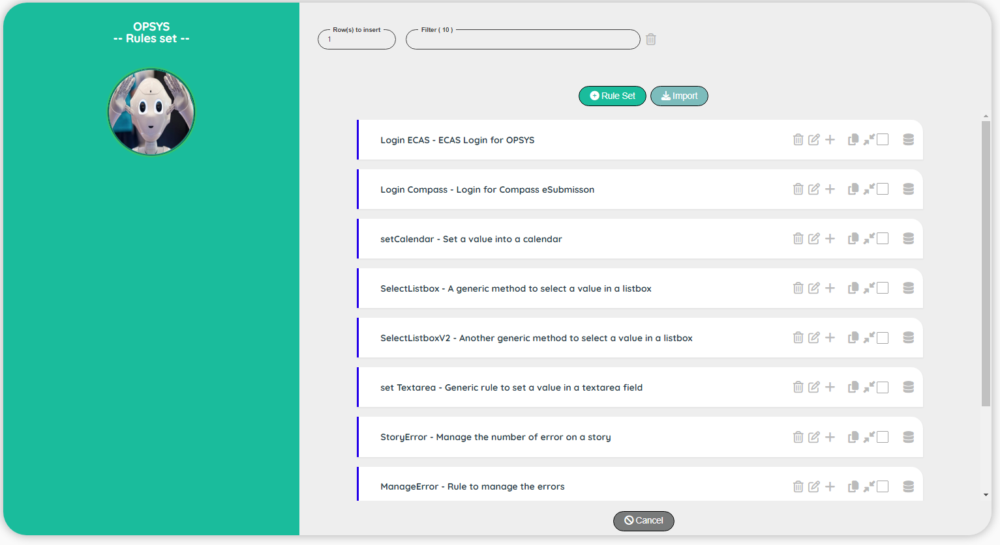 OPSYS
-- Rules set --
Row(s) to insert
1
Filter ( 10 )
Rule Set
Import
Login ECAS - ECAS Login for OPSYS
Login Compass - Login for Compass eSubmisson
setCalendar - Set a value into a calendar
SelectListbox - A generic method to select a value in a listbox
SelectListboxV2 - Another generic method to select a value in a listbox
set Textarea - Generic rule to set a value in a textarea field
StoryError - Manage the number of error on a story
ManageError - Rule to manage the errors
Cancel